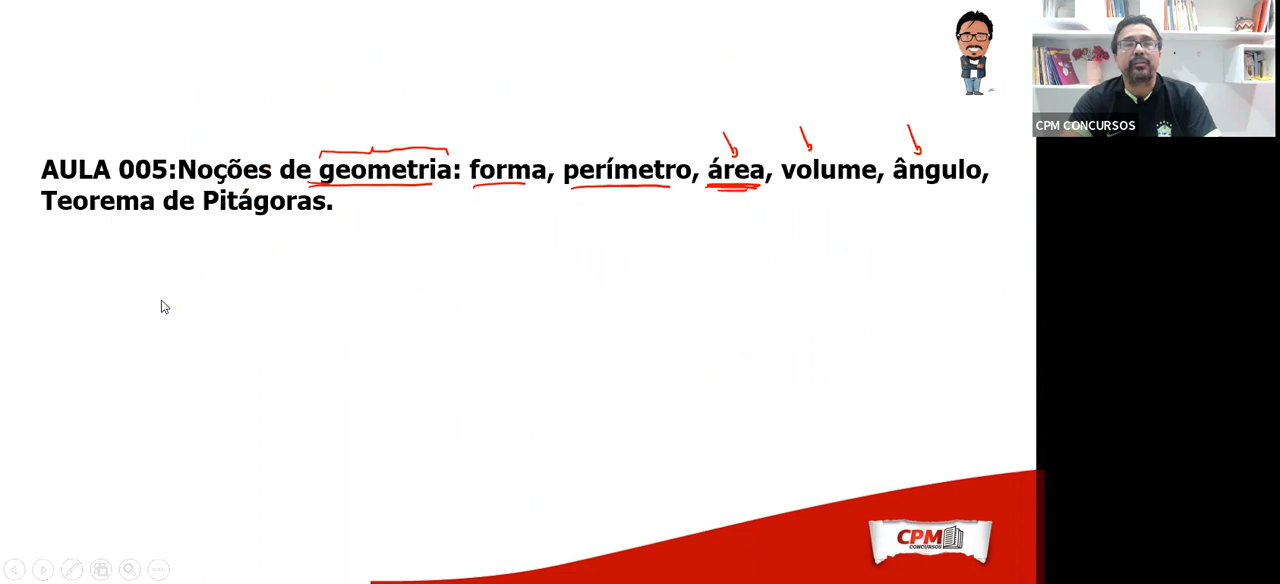 CPM CONCURSOS
AULA 005:Noções de geometria: forma, perímetro, área, volume, ângulo,
Teorema de Pitágoras.
CPM
CONCURSOS